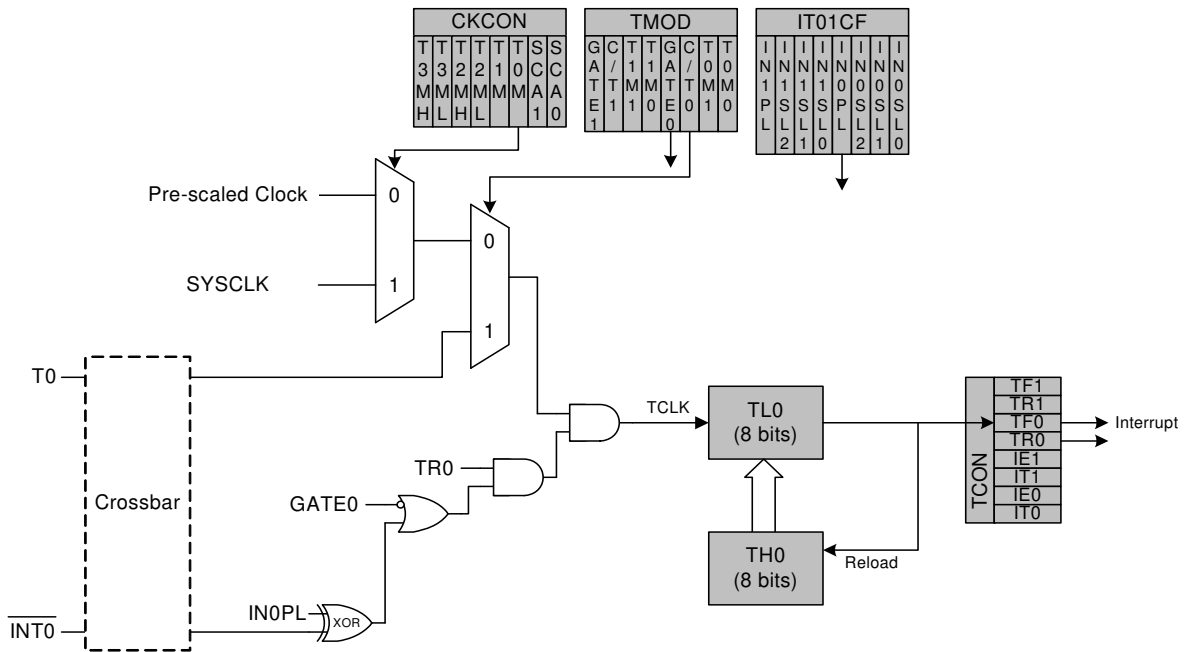 CKCON
T3MH T3ML T2MH T2ML T1M T0M SCA1 SCA0
TMOD
GATE1 C/T1 T1M1 T1M0 GATE0 C/T0 T0M1 T0M0
IT01CF
IN1PL IN1SL2 IN1SL1 IN1SL0 IN0PL IN0SL2 IN0SL1 IN0SL0
Pre-scaled Clock
0
SYSCLK
1
0
1
T0
Crossbar
INT0
TR0
GATE0
IN0PL
XOR
TCLK
TL0
(8 bits)
TH0
(8 bits)
Reload
TCON
TF1
TR1
TF0
TR0
IE1
IT1
IE0
IT0
Interrupt